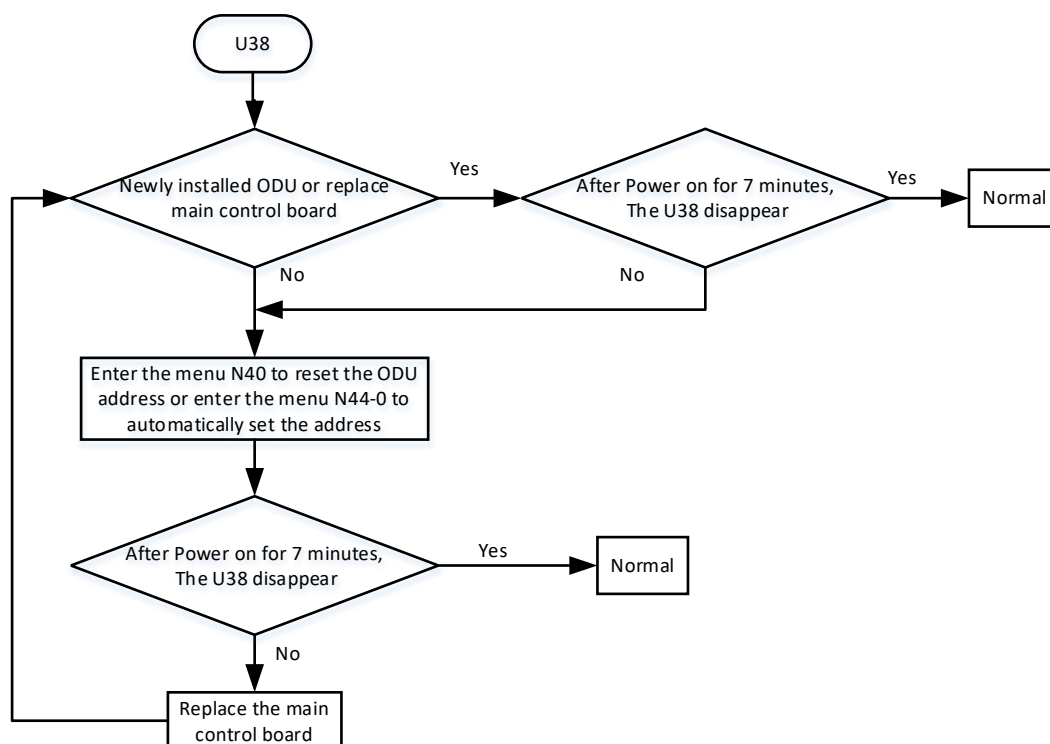 U38
Newly installed ODU or replace
main control board
Yes
After Power on for 7 minutes,
The U38 disappear
Yes
Normal
No
No
Enter the menu N40 to reset the ODU
address or enter the menu N44-0 to
automatically set the address
After Power on for 7 minutes,
The U38 disappear
Yes
Normal
No
Replace the main
control board